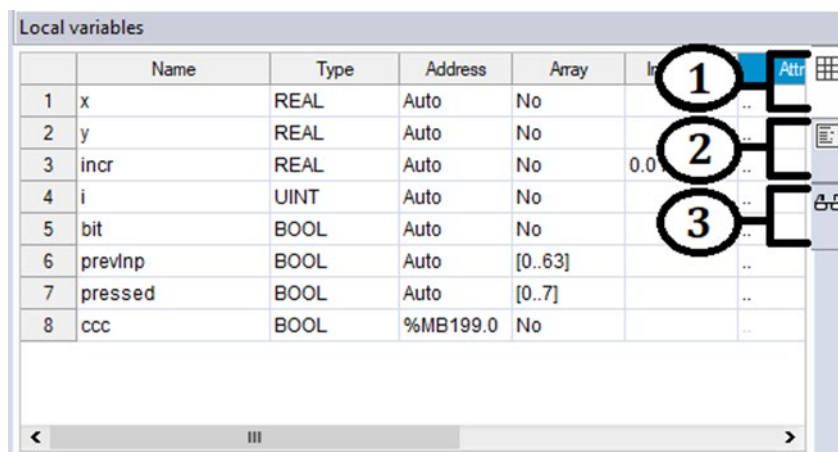 Local variables
Name Type Address Array Attr
1 x REAL Auto No ..
2 y REAL Auto No ..
3 incr REAL Auto No ..
4 i UINT Auto No
5 bit BOOL Auto No ..
6 prevInp BOOL Auto [0..63] ..
7 pressed BOOL Auto [0..7] ..
8 ccc BOOL %MB199.0 No ..
1
2
3